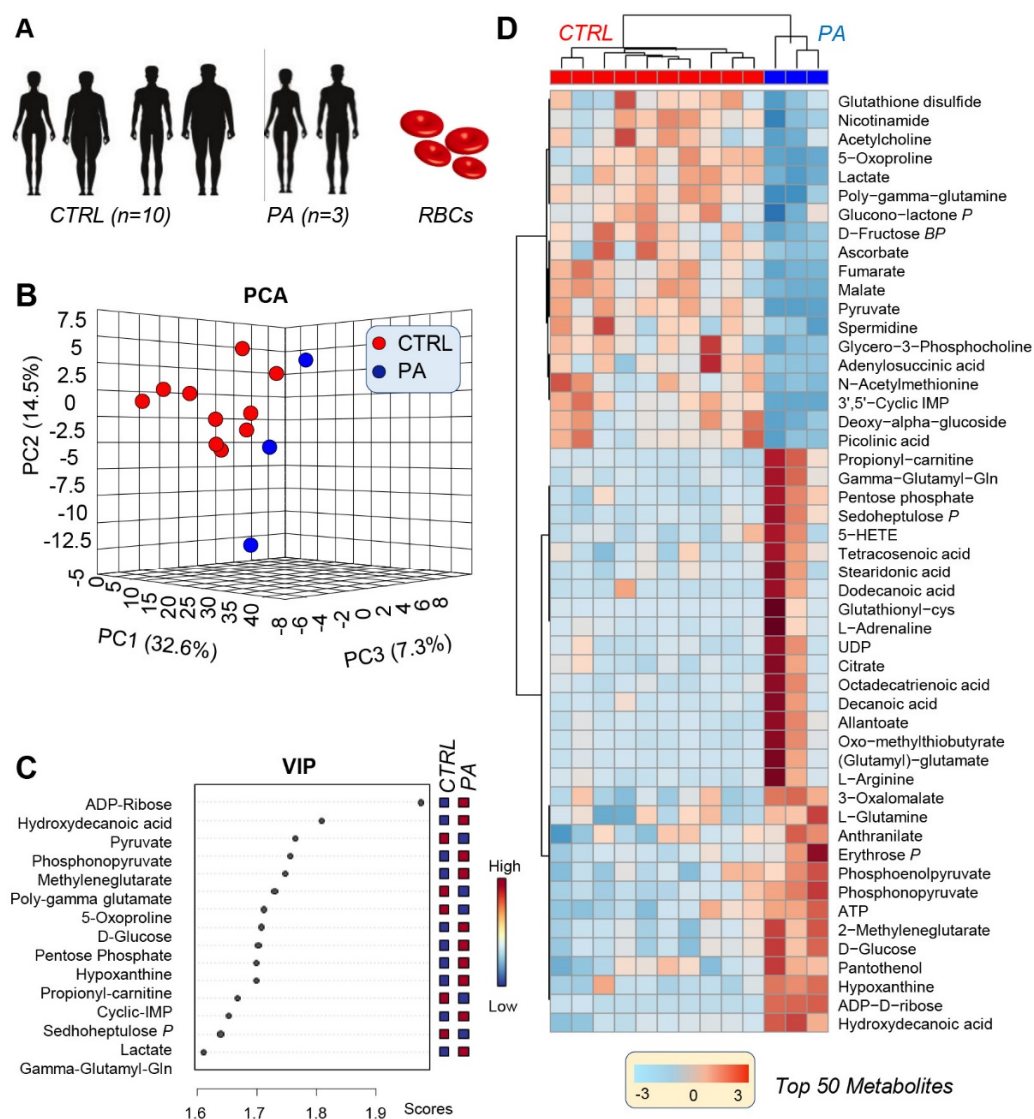 A
CTRL (n=10)
PA (n=3)
RBCs
B
PCA
CTRL
PA
7.5
5
2.5
0
-2.5
-5
-7.5
-10
-12.5
PC2 (14.5%)
-5
0
5
10
15
20
25
30
35
40
PC1 (32.6%)
-8
-6
-4
-2
0
2
4
6
8
PC3 (7.3%)
C
VIP
CTRL
PA
ADP-Ribose
Hydroxydecanoic acid
Pyruvate
Phosphonopyruvate
Methyleneglutarate
Poly-gamma glutamate
5-Oxoproline
D-Glucose
Pentose Phosphate
Hypoxanthine
Propionyl-carnitine
Cyclic-IMP
Sedhoheptulose P
Lactate
Gamma-Glutamyl-Gln
High
Low
1.6 1.7 1.8 1.9 Scores
D
CTRL
PA
Glutathione disulfide
Nicotinamide
Acetylcholine
5-Oxoproline
Lactate
Poly-gamma-glutamine
Glucono-lactone P
D-Fructose BP
Ascorbate
Fumarate
Malate
Pyruvate
Spermidine
Glycero-3-Phosphocholine
Adenylosuccinic acid
N-Acetylmethionine
3',5'-Cyclic IMP
Deoxy-alpha-glucoside
Picolinic acid
Propionyl-carnitine
Gamma-Glutamyl-Gln
Pentose phosphate
Sedoheptulose P
5-HETE
Tetracosenoic acid
Stearidonic acid
Dodecanoic acid
Glutathionyl-cys
L-Adrenaline
UDP
Citrate
Octadecatrienoic acid
Decanoic acid
Allantoate
Oxo-methylthiobutyrate
(Glutamyl)-glutamate
L-Arginine
3-Oxalomalate
L-Glutamine
Anthranilate
Erythrose P
Phosphoenolpyruvate
Phosphonopyruvate
ATP
2-Methyleneglutarate
D-Glucose
Pantothenol
Hypoxanthine
ADP-D-ribose
Hydroxydecanoic acid
-3 0 3
Top 50 Metabolites